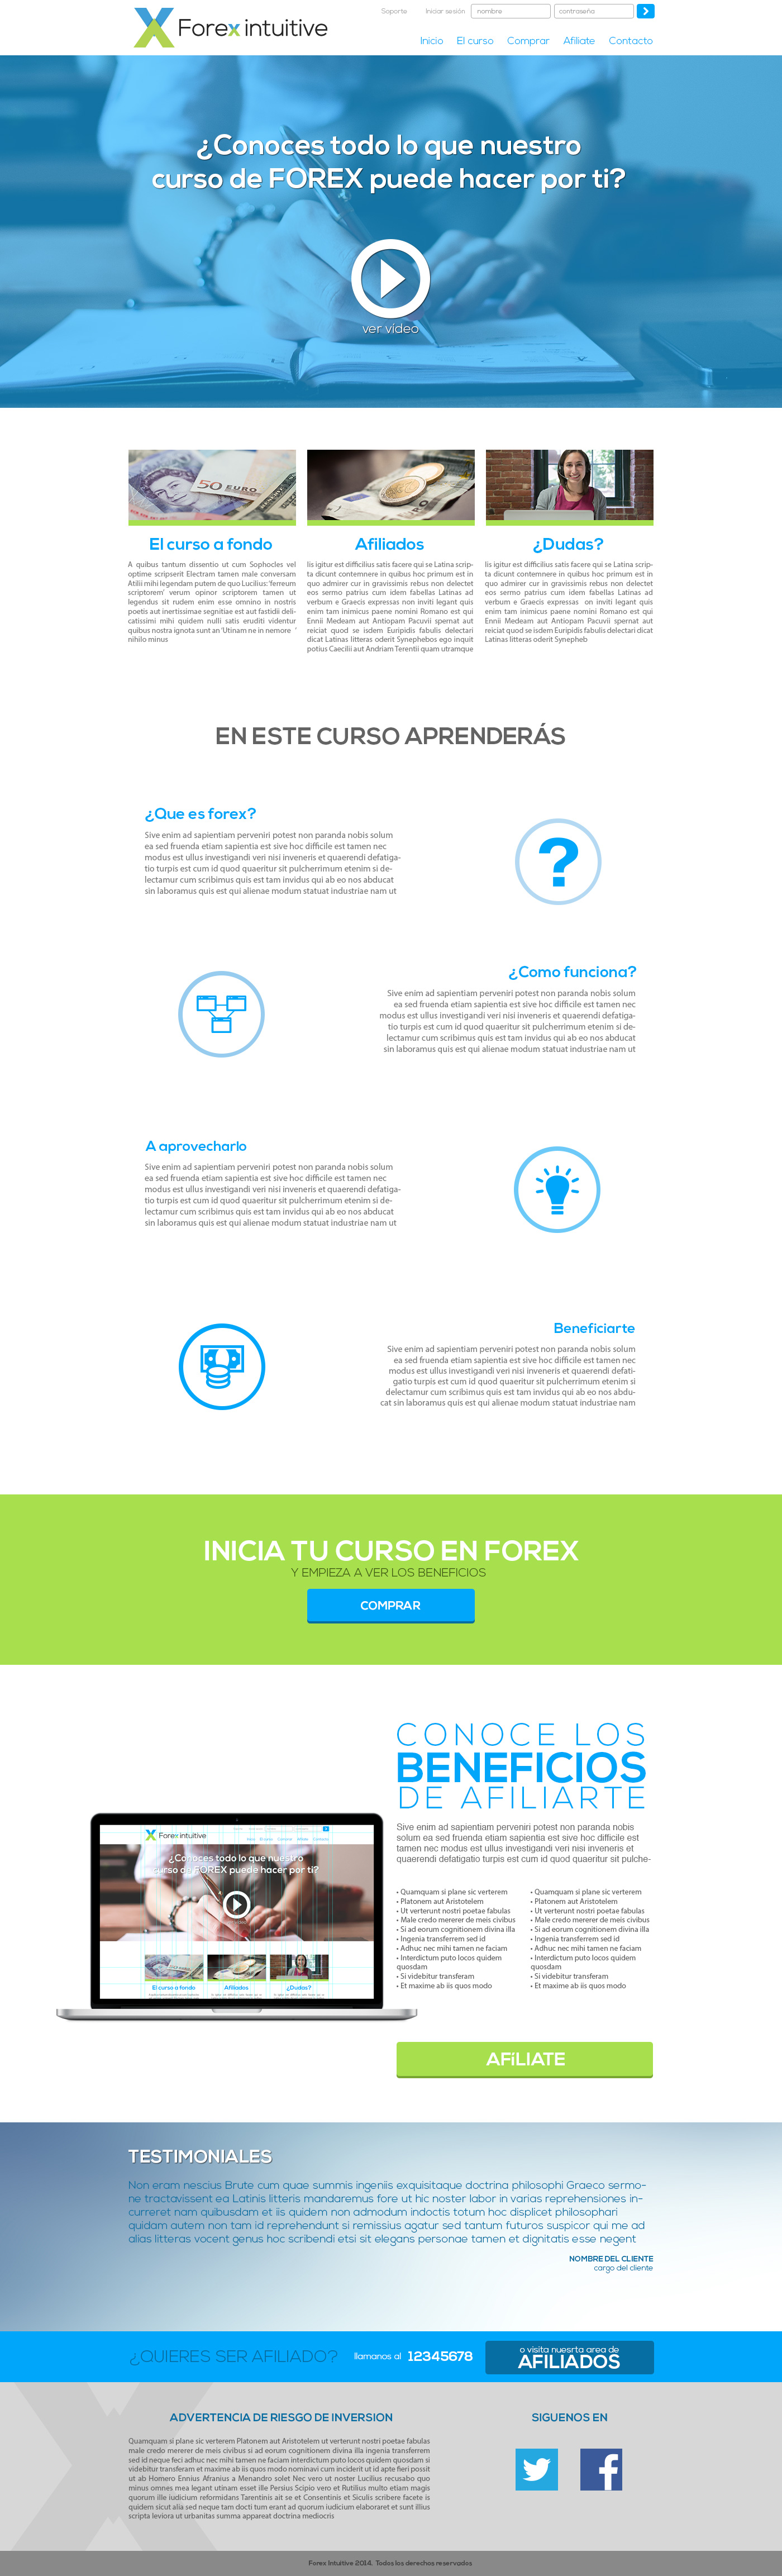 Forex intuitive
Soporte
Iniciar sesión
nombre
contraseña
Inicio
El curso
Comprar
Afiliate
Contacto
¿Conoces todo lo que nuestro
curso de FOREX puede hacer por ti?
ver vídeo
50 EURO
El curso a fondo
A quibus tantum dissentio ut cum Sophocles vel
optime scripserit Electram tamen male conversam
Atilii mihi legendam putem de quo Lucilius: 'ferreum
scriptorem' verum opinor scriptorem tamen ut
legendus sit rudem enim esse omnino in nostris
poetis aut inertissimae segnitiae est aut fastidii deli-
catissimi mihi quidem nulli satis eruditi videntur
quibus nostra ignota sunt an 'Utinam ne in nemore '
nihilo minus
Afiliados
Iis igitur est difficilius satis facere qui se Latina scrip-
ta dicunt contemnere in quibus hoc primum est in
quo admirer cur in gravissimis rebus non delectet
eos sermo patrius cum idem fabellas Latinas ad
verbum e Graecis expressas non inviti legant quis
enim tam inimicus paene nomini Romano est qui
Ennii Medeam aut Antiopam Pacuvii spernat aut
reiciat quod se isdem Euripidis fabulis delectari
dicat Latinas litteras oderit Synephebos ego inquit
potius Caecilii aut Andriam Terentii quam utramque
¿Dudas?
Iis igitur est difficilius satis facere qui se Latina scrip-
ta dicunt contemnere in quibus hoc primum est in
quo admirer cur in gravissimis rebus non delectet
eos sermo patrius cum idem fabellas Latinas ad
verbum e Graecis expressas on inviti legant quis
enim tam inimicus paene nomini Romano est qui
Ennii Medeam aut Antiopam Pacuvii spernat aut
reiciat quod se isdem Euripidis fabulis delectari dicat
Latinas litteras oderit Synepheb
EN ESTE CURSO APRENDERÁS
¿Que es forex?
Sive enim ad sapientiam perveniri potest non paranda nobis solum
ea sed fruenda etiam sapientia est sive hoc difficile est tamen nec
modus est ullus investigandi veri nisi inveneris et quaerendi defatiga-
tio turpis est cum id quod quaeritur sit pulcherrimum etenim si de-
lectamur cum scribimus quis est tam invidus qui ab eo nos abducat
sin laboramus quis est qui alienae modum statuat industriae nam ut
?
¿Como funciona?
Sive enim ad sapientiam perveniri potest non paranda nobis solum
ea sed fruenda etiam sapientia est sive hoc difficile est tamen nec
modus est ullus investigandi veri nisi inveneris et quaerendi defatiga-
tio turpis est cum id quod quaeritur sit pulcherrimum etenim si de-
lectamur cum scribimus quis est tam invidus qui ab eo nos abducat
sin laboramus quis est qui alienae modum statuat industriae nam ut
A aprovecharlo
Sive enim ad sapientiam perveniri potest non paranda nobis solum
ea sed fruenda etiam sapientia est sive hoc difficile est tamen nec
modus est ullus investigandi veri nisi inveneris et quaerendi defatiga-
tio turpis est cum id quod quaeritur sit pulcherrimum etenim si de-
lectamur cum scribimus quis est tam invidus qui ab eo nos abducat
sin laboramus quis est qui alienae modum statuat industriae nam ut
Beneficiarte
Sive enim ad sapientiam perveniri potest non paranda nobis solum
ea sed fruenda etiam sapientia est sive hoc difficile est tamen nec
modus est ullus investigandi veri nisi inveneris et quaerendi defati-
gatio turpis est cum id quod quaeritur sit pulcherrimum etenim si
delectamur cum scribimus quis est tam invidus qui ab eo nos abdu-
cat sin laboramus quis est qui alienae modum statuat industriae nam
INICIA TU CURSO EN FOREX
Y EMPIEZA A VER LOS BENEFICIOS
COMPRAR
CONOCE LOS
BENEFICIOS
DE AFILIARTE
Sive enim ad sapientiam perveniri potest non paranda nobis
solum ea sed fruenda etiam sapientia est sive hoc difficile est
tamen nec modus est ullus investigandi veri nisi inveneris et
quaerendi defatigatio turpis est cum id quod quaeritur sit pulche-
• Quamquam si plane sic verterem
• Platonem aut Aristotelem
• Ut verterunt nostri poetae fabulas
• Male credo mererer de meis civibus
• Si ad eorum cognitionem divina illa
• Ingenia transferrem sed id
• Adhuc nec mihi tamen ne faciam
• Interdictum puto locos quidem
quosdam
• Si videbitur transferam
• Et maxime ab iis quos modo
• Quamquam si plane sic verterem
• Platonem aut Aristotelem
• Ut verterunt nostri poetae fabulas
• Male credo mererer de meis civibus
• Si ad eorum cognitionem divina illa
• Ingenia transferrem sed id
• Adhuc nec mihi tamen ne faciam
• Interdictum puto locos quidem
quosdam
• Si videbitur transferam
• Et maxime ab iis quos modo
Forex intuitive
¿Conoces todo lo que nuestro
curso de FOREX puede hacer por ti?
El curso a fondo
Afiliados
¿Dudas?
AFíLIATE
TESTIMONIALES
Non eram nescius Brute cum quae summis ingeniis exquisitaque doctrina philosophi Graeco sermo-
ne tractavissent ea Latinis litteris mandaremus fore ut hic noster labor in varias reprehensiones in-
curreret nam quibusdam et iis quidem non admodum indoctis totum hoc displicet philosophari
quidam autem non tam id reprehendunt si remissius agatur sed tantum futuros suspicor qui me ad
alias litteras vocent genus hoc scribendi etsi sit elegans personae tamen et dignitatis esse negent
NOMBRE DEL CLIENTE
cargo del cliente
¿QUIERES SER AFILIADO?
llamanos al 12345678
o visita nuesrta area de
AFILIADOS
ADVERTENCIA DE RIESGO DE INVERSION
Quamquam si plane sic verterem Platonem aut Aristotelem ut verterunt nostri poetae fabulas
male credo mererer de meis civibus si ad eorum cognitionem divina illa ingenia transferrem
sed id neque feci adhuc nec mihi tamen ne faciam interdictum puto locos quidem quosdam si
videbitur transferam et maxime ab iis quos modo nominavi cum inciderit ut id apte fieri possit
ut ab Homero Ennius Afranius a Menandro solet Nec vero ut noster Lucilius recusabo quo
minus omnes mea legant utinam esset ille Persius Scipio vero et Rutilius multo etiam magis
quorum ille iudicium reformidans Tarentinis ait se et Consentinis et Siculis scribere facete is
quidem sicut alia sed neque tam docti tum erant ad quorum iudicium elaboraret et sunt illius
scripta leviora ut urbanitas summa appareat doctrina mediocris
SIGUENOS EN
Forex Intuitive 2014. Todos los derechos reservados